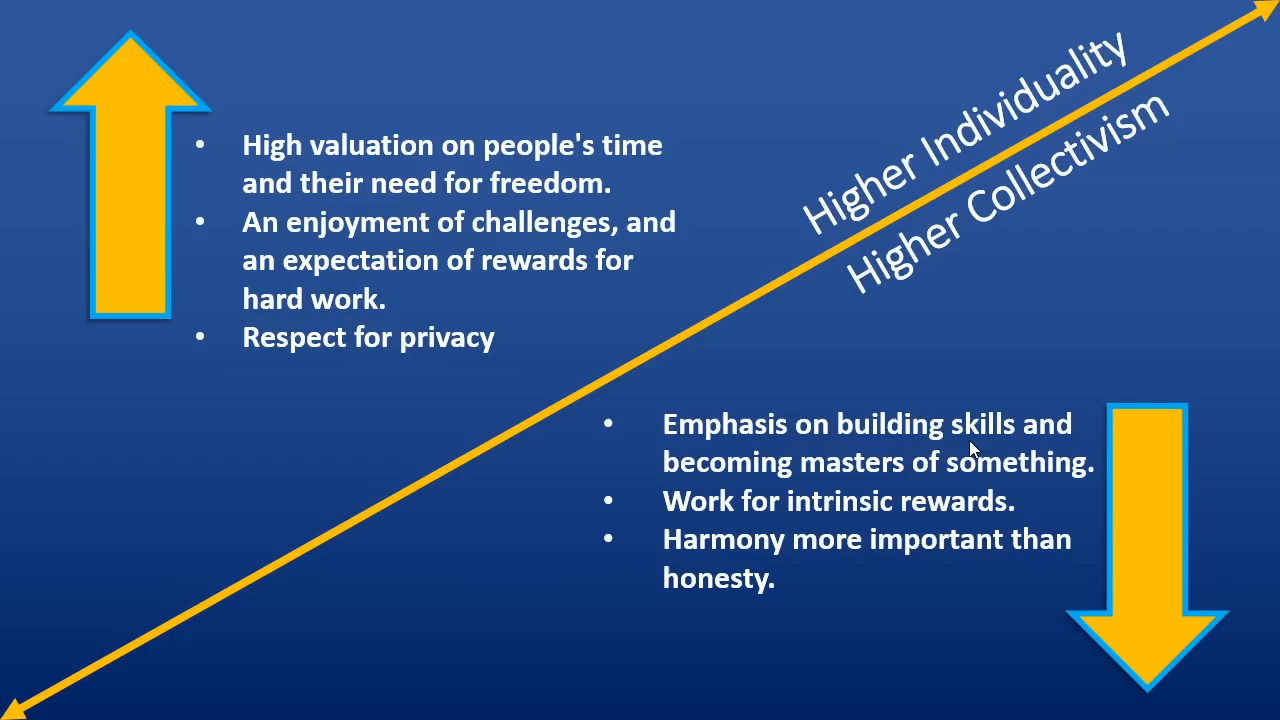 Higher Individuality
Higher Collectivism
• High valuation on people's time
and their need for freedom.
• An enjoyment of challenges, and
an expectation of rewards for
hard work.
• Respect for privacy
• Emphasis on building skills and
becoming masters of something.
• Work for intrinsic rewards.
• Harmony more important than
honesty.